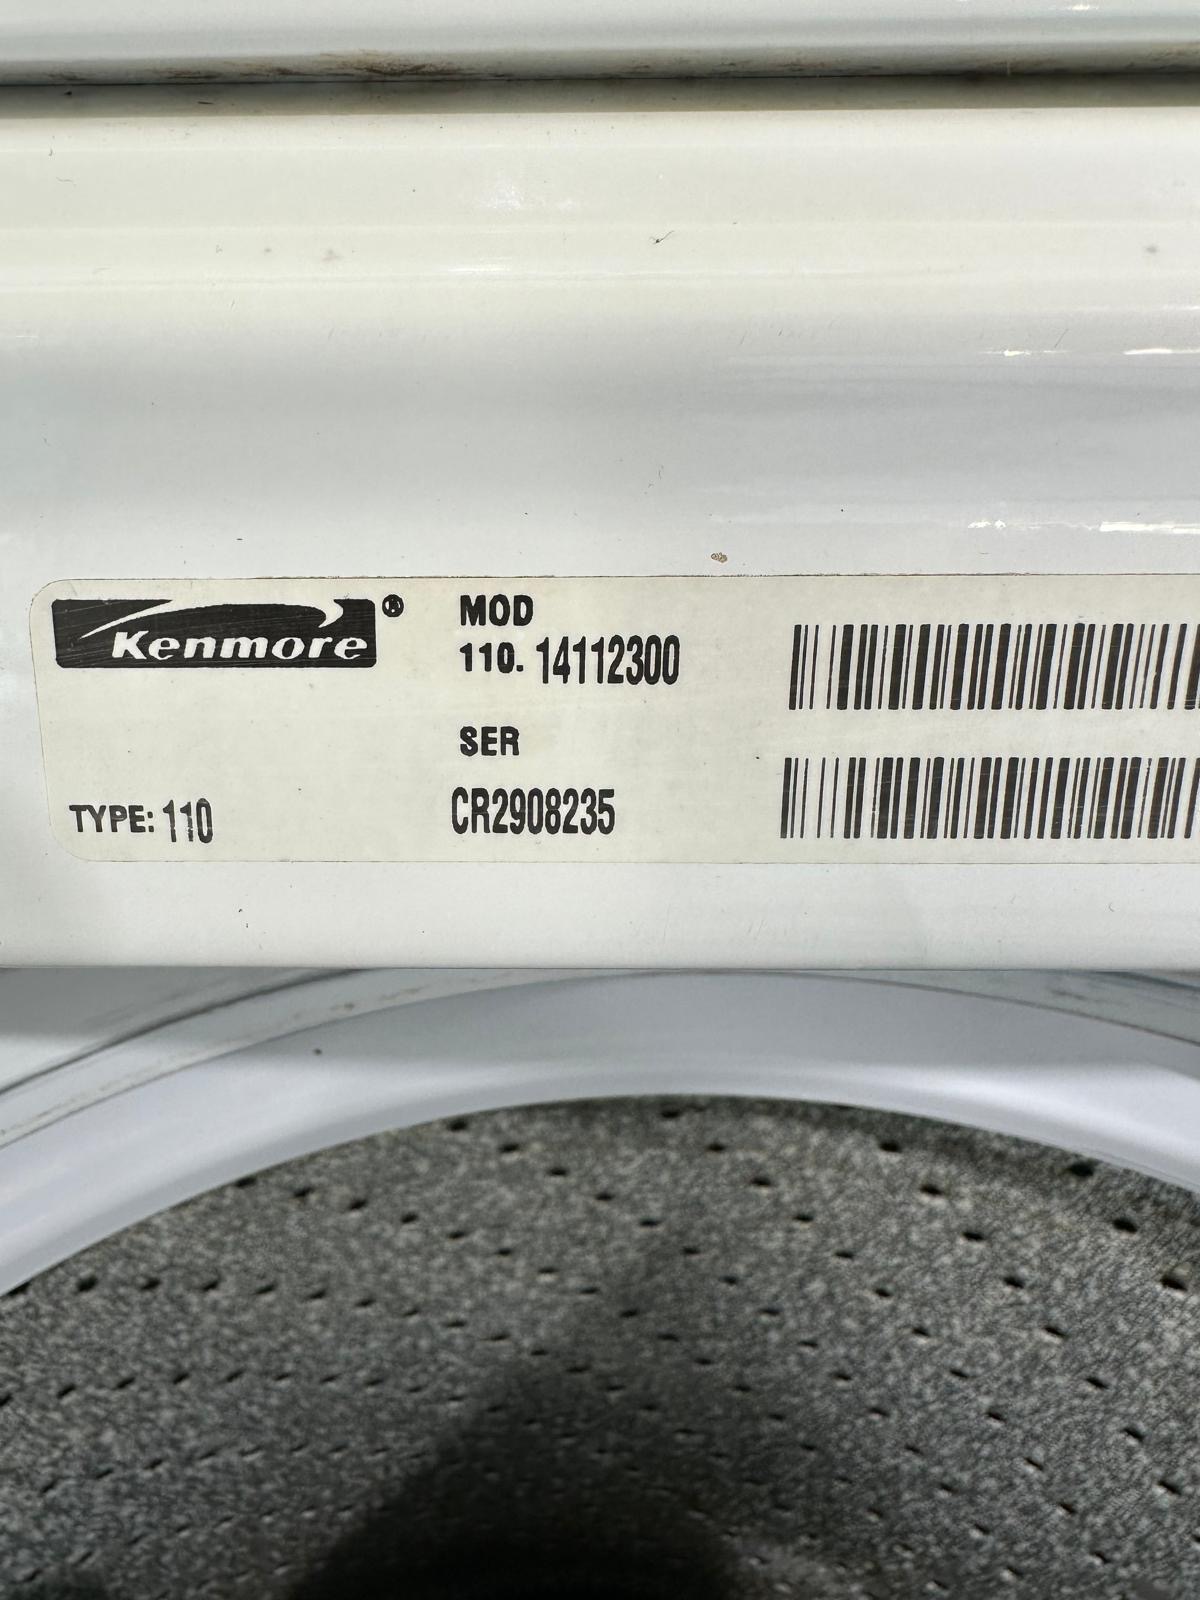 Kenmore®
MOD
110. 14112300
SER
CR2908235
TYPE: 110